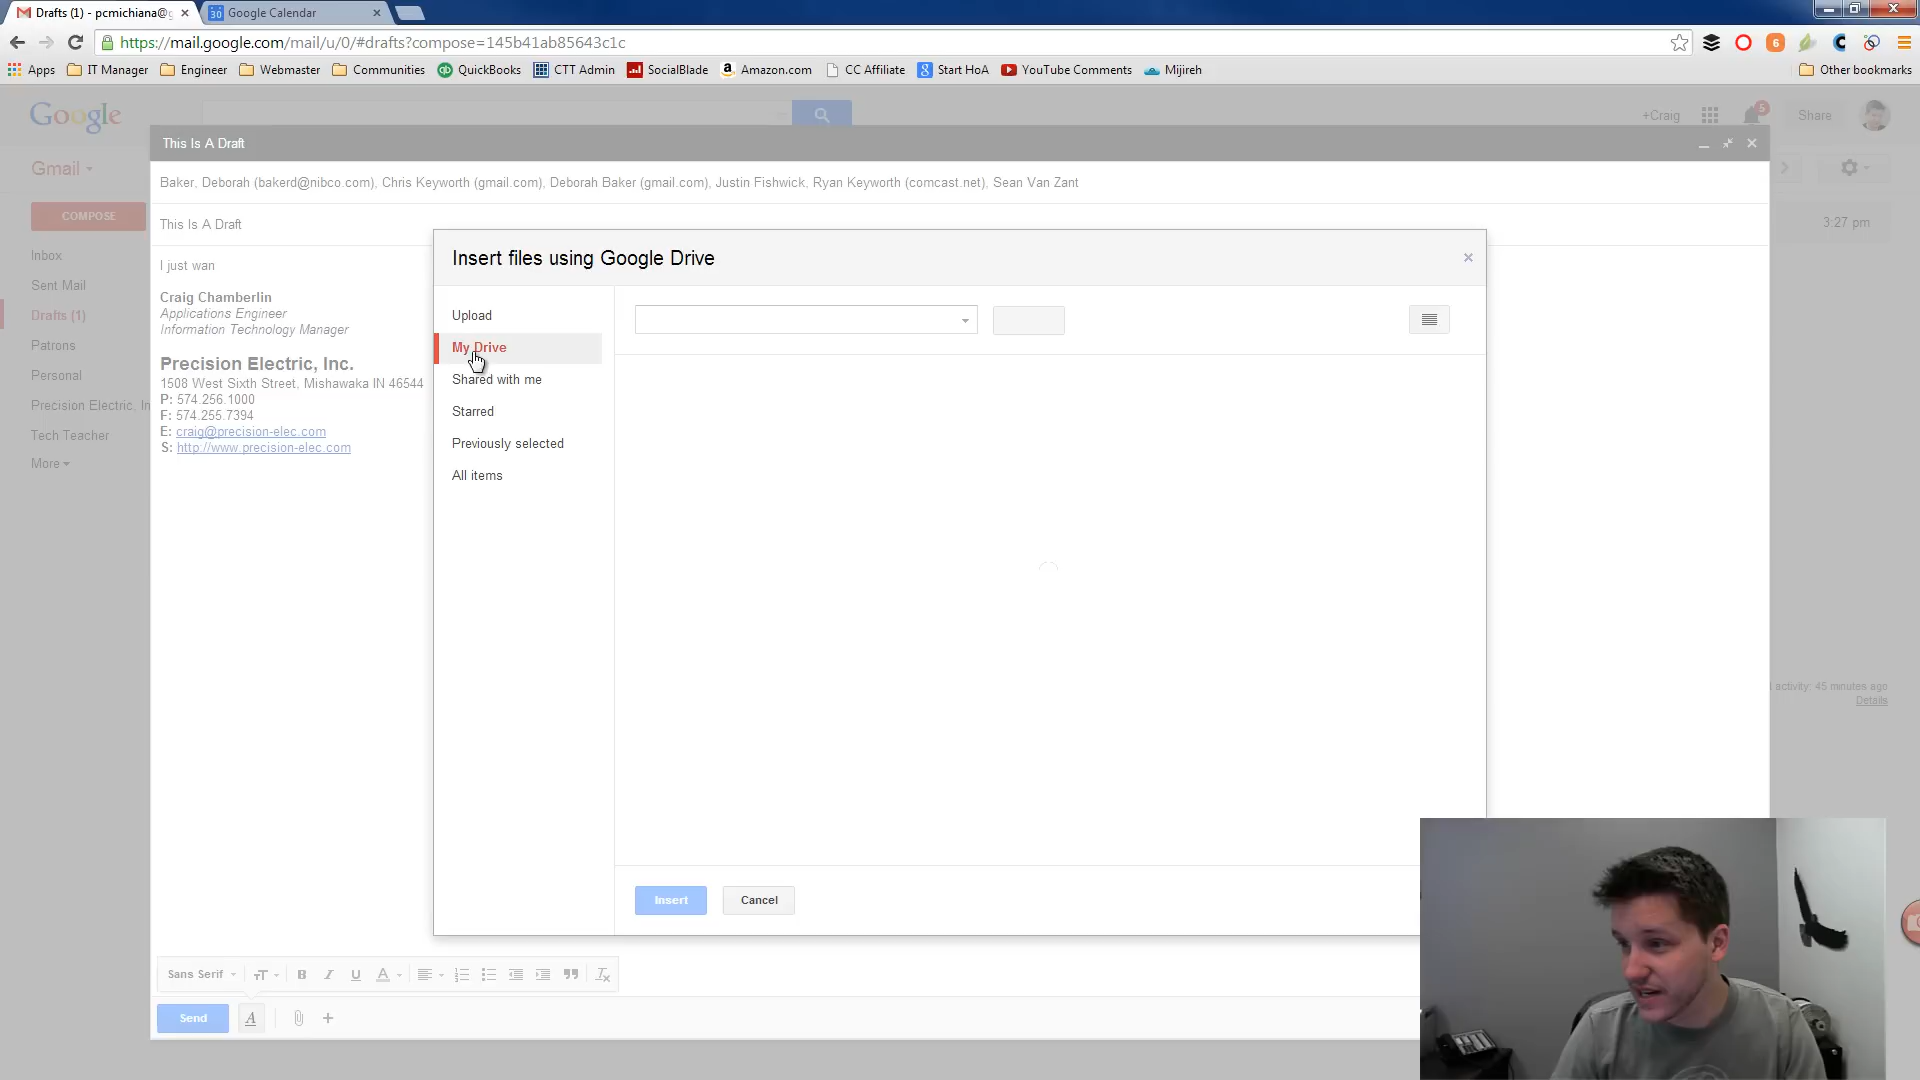 Drafts (1) - pcmichiana@g
Google Calendar
https://mail.google.com/mail/u/0/#drafts?compose=145b41ab85643c1c
6
Apps IT Manager Engineer Webmaster Communities QuickBooks CTT Admin SocialBlade Amazon.com CC Affiliate Start HoA YouTube Comments Mijireh Other bookmarks
Google
+Craig
5
Share
This Is A Draft
Gmail
Baker, Deborah (bakerd@nibco.com), Chris Keyworth (gmail.com), Deborah Baker (gmail.com), Justin Fishwick, Ryan Keyworth (comcast.net), Sean Van Zant
COMPOSE
This Is A Draft
3:27 pm
Inbox
Sent Mail
Drafts (1)
Patrons
Personal
Precision Electric, In
Tech Teacher
More
I just wan
Craig Chamberlin
Applications Engineer
Information Technology Manager
Precision Electric, Inc.
1508 West Sixth Street, Mishawaka IN 46544
P: 574.256.1000
F: 574.255.7394
E: craig@precision-elec.com
S: http://www.precision-elec.com
Insert files using Google Drive
Upload
My Drive
Shared with me
Starred
Previously selected
All items
activity: 45 minutes ago
Details
Insert
Cancel
Sans Serif
Send